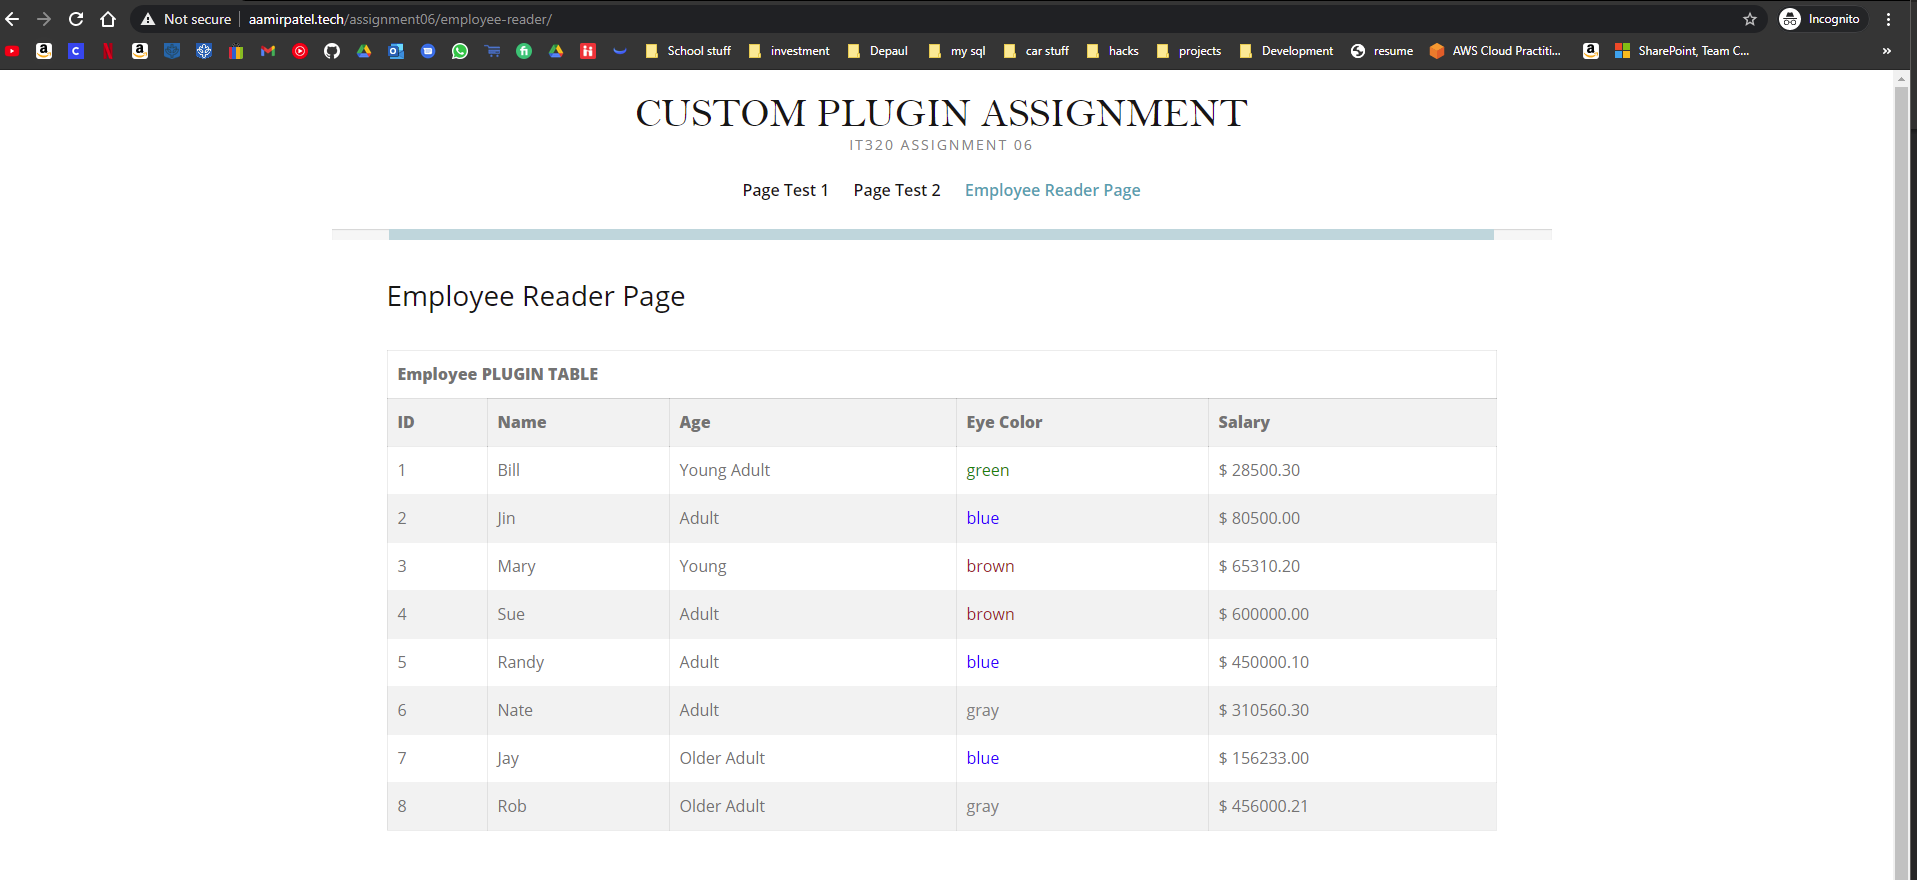 Not secure aamirpatel.tech/assignment06/employee-reader/ Incognito
School stuff investment Depaul my sql car stuff hacks projects Development resume AWS Cloud Practiti... SharePoint, Team C... »
CUSTOM PLUGIN ASSIGNMENT
IT320 ASSIGNMENT 06
Page Test 1 Page Test 2 Employee Reader Page
Employee Reader Page
Employee PLUGIN TABLE
ID Name Age Eye Color Salary
1 Bill Young Adult green $ 28500.30
2 Jin Adult blue $ 80500.00
3 Mary Young brown $ 65310.20
4 Sue Adult brown $ 600000.00
5 Randy Adult blue $ 450000.10
6 Nate Adult gray $ 310560.30
7 Jay Older Adult blue $ 156233.00
8 Rob Older Adult gray $ 456000.21